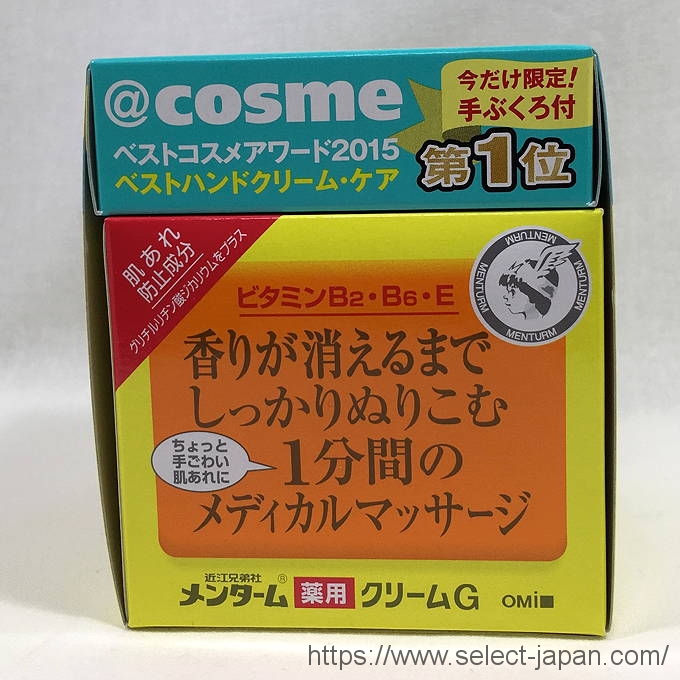 @cosme
ベストコスメアワード2015
ベストハンドクリーム・ケア
今だけ限定!
手ぶくろ付
第1位
肌あれ
防止成分
グリチルリチン酸ジカリウムをプラス
MENTURM MENTURM MENTURM MENTURM
ビタミンB2・B6・E
香りが消えるまで
しっかりぬりこむ
ちょっと
手ごわい
肌あれに
1分間の
メディカルマッサージ
近江兄弟社
メンターム® 薬用 クリームG OMi
https://www.select-japan.com/